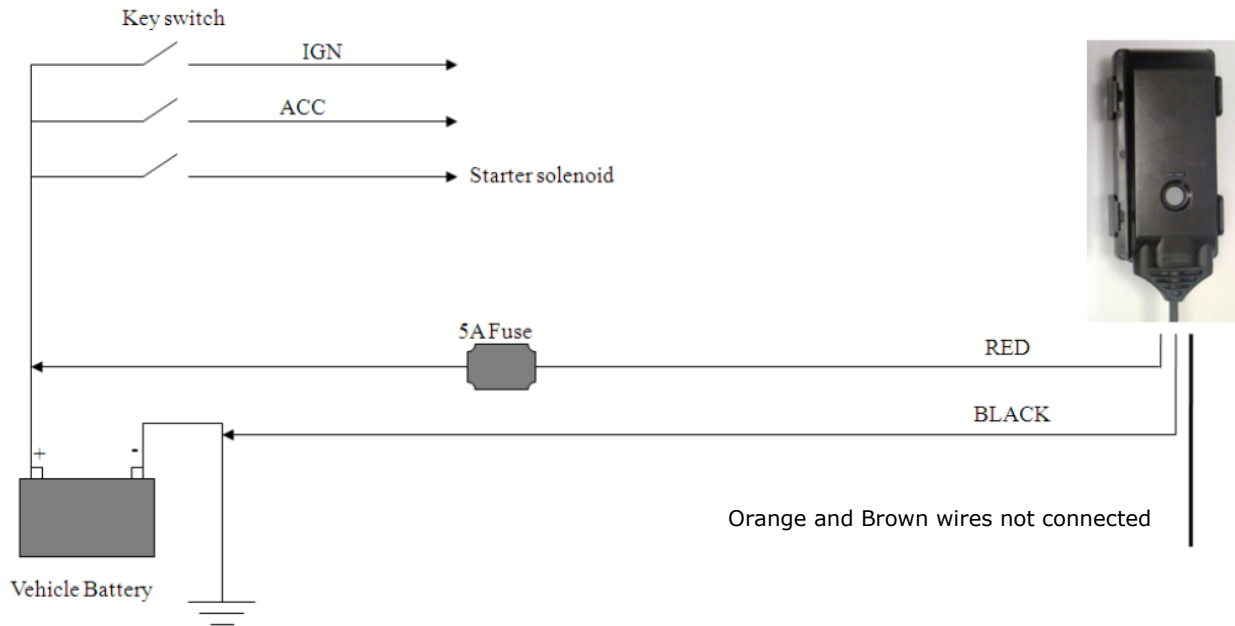 Key switch
IGN
ACC
Starter solenoid
5A Fuse
RED
BLACK
+ -
Orange and Brown wires not connected
Vehicle Battery